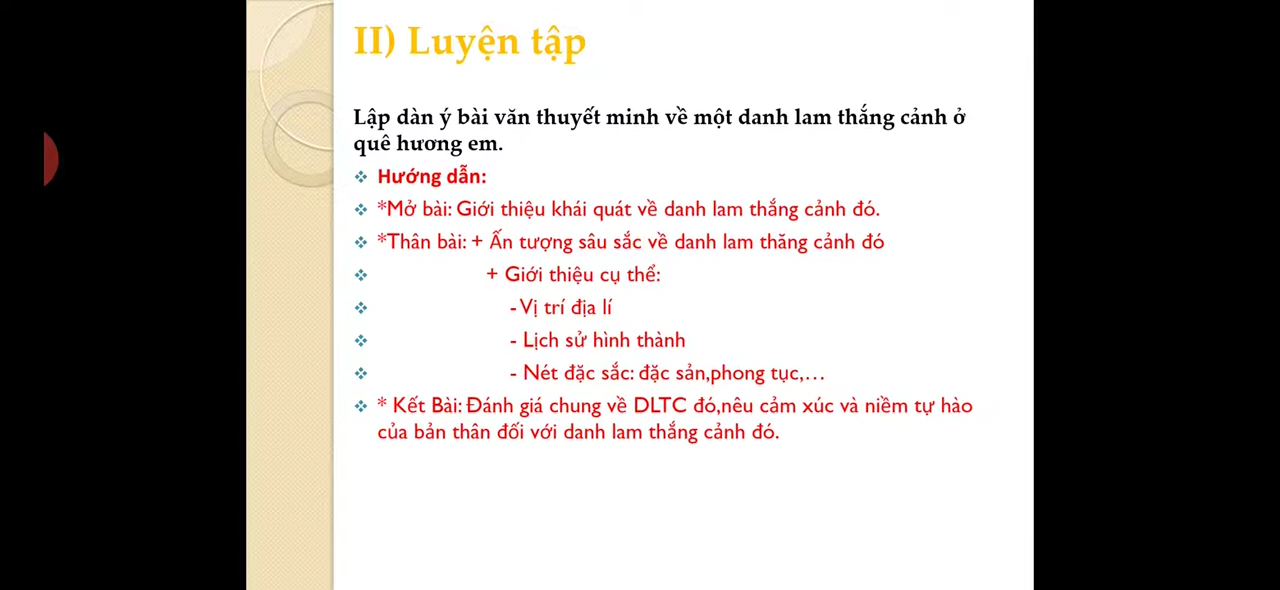 II) Luyện tập
Lập dàn ý bài văn thuyết minh về một danh lam thắng cảnh ở
quê hương em.
Hướng dẫn:
*Mở bài: Giới thiệu khái quát về danh lam thắng cảnh đó.
*Thân bài: + Ấn tượng sâu sắc về danh lam thăng cảnh đó
+ Giới thiệu cụ thể:
- Vị trí địa lí
- Lịch sử hình thành
- Nét đặc sắc: đặc sản,phong tục,…
* Kết Bài: Đánh giá chung về DLTC đó,nêu cảm xúc và niềm tự hào
của bản thân đối với danh lam thắng cảnh đó.